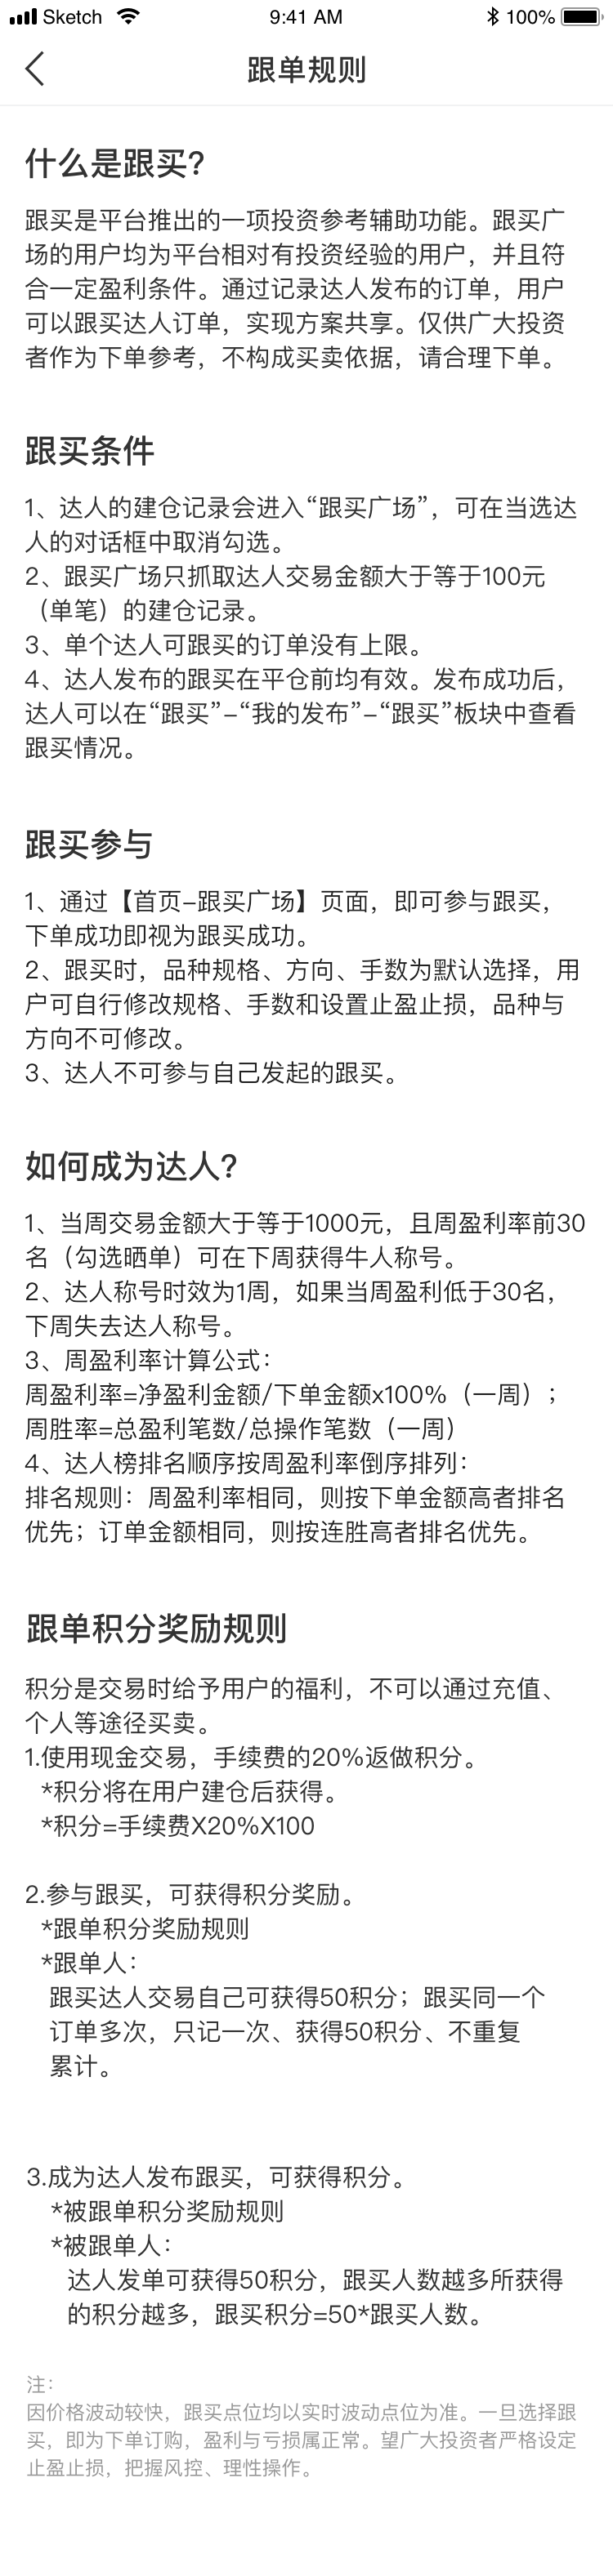 Sketch 9:41 AM 100%
跟单规则
什么是跟买?
跟买是平台推出的一项投资参考辅助功能。跟买广
场的用户均为平台相对有投资经验的用户，并且符
合一定盈利条件。通过记录达人发布的订单，用户
可以跟买达人订单，实现方案共享。仅供广大投资
者作为下单参考，不构成买卖依据，请合理下单。
跟买条件
1、达人的建仓记录会进入“跟买广场”，可在当选达
人的对话框中取消勾选。
2、跟买广场只抓取达人交易金额大于等于100元
（单笔）的建仓记录。
3、单个达人可跟买的订单没有上限。
4、达人发布的跟买在平仓前均有效。发布成功后，
达人可以在“跟买”–“我的发布”–“跟买”板块中查看
跟买情况。
跟买参与
1、通过【首页–跟买广场】页面，即可参与跟买，
下单成功即视为跟买成功。
2、跟买时，品种规格、方向、手数为默认选择，用
户可自行修改规格、手数和设置止盈止损，品种与
方向不可修改。
3、达人不可参与自己发起的跟买。
如何成为达人?
1、当周交易金额大于等于1000元，且周盈利率前30
名（勾选晒单）可在下周获得牛人称号。
2、达人称号时效为1周，如果当周盈利低于30名，
下周失去达人称号。
3、周盈利率计算公式：
周盈利率=净盈利金额/下单金额x100%（一周）；
周胜率=总盈利笔数/总操作笔数（一周）
4、达人榜排名顺序按周盈利率倒序排列：
排名规则：周盈利率相同，则按下单金额高者排名
优先；订单金额相同，则按连胜高者排名优先。
跟单积分奖励规则
积分是交易时给予用户的福利，不可以通过充值、
个人等途径买卖。
1.使用现金交易，手续费的20%返做积分。
*积分将在用户建仓后获得。
*积分=手续费X20%X100
2.参与跟买，可获得积分奖励。
*跟单积分奖励规则
*跟单人：
跟买达人交易自己可获得50积分；跟买同一个
订单多次，只记一次、获得50积分、不重复
累计。
3.成为达人发布跟买，可获得积分。
*被跟单积分奖励规则
*被跟单人：
达人发单可获得50积分，跟买人数越多所获得
的积分越多，跟买积分=50*跟买人数。
注：
因价格波动较快，跟买点位均以实时波动点位为准。一旦选择跟
买，即为下单订购，盈利与亏损属正常。望广大投资者严格设定
止盈止损，把握风控、理性操作。